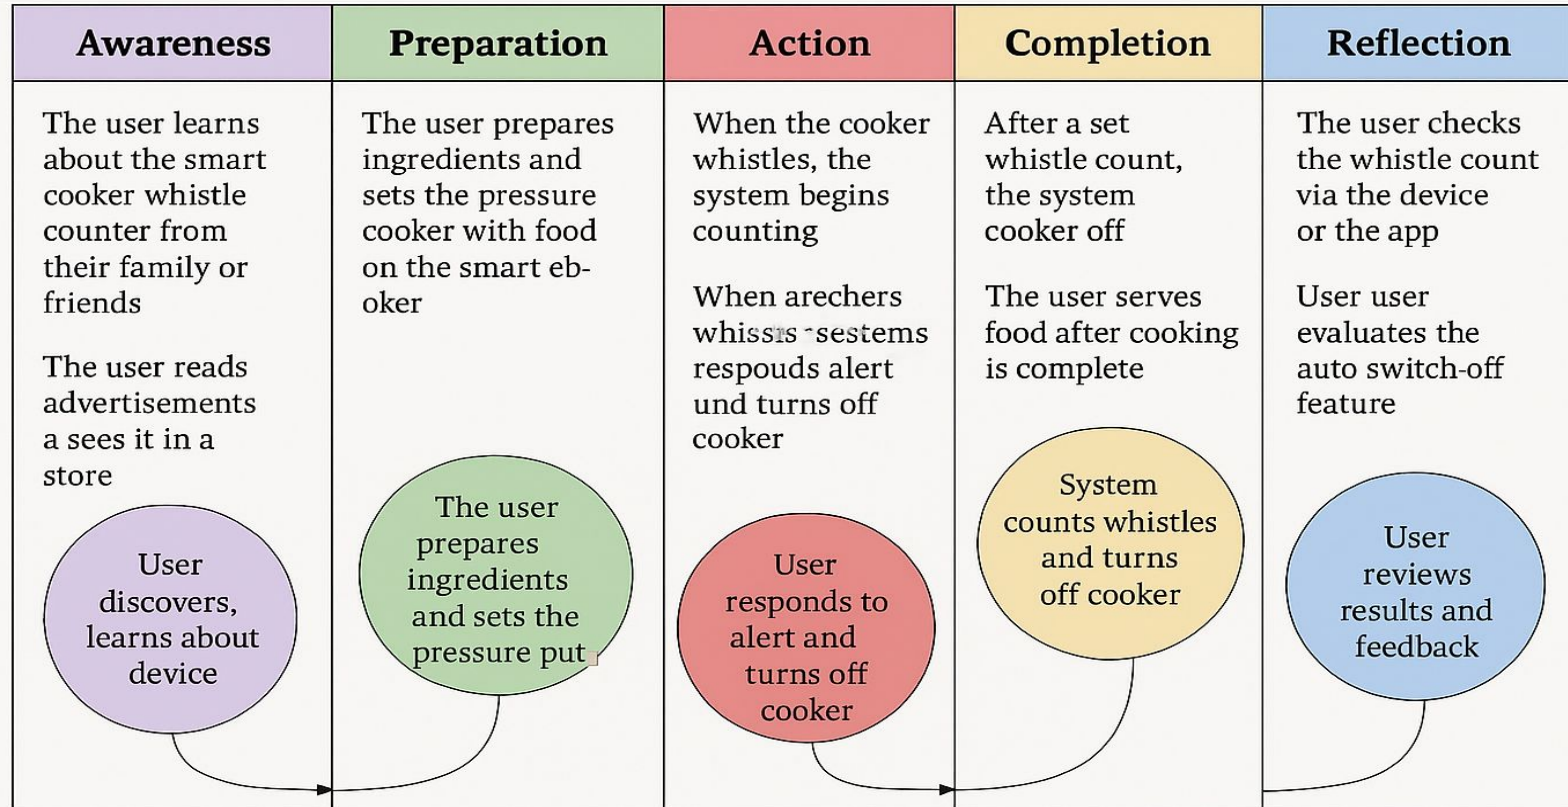 Awareness
The user learns
about the smart
cooker whistle
counter from
their family or
friends
The user reads
advertisements
a sees it in a
store
User
discovers,
learns about
device
Preparation
The user prepares
ingredients and
sets the pressure
cooker with food
on the smart eb-
oker
The user
prepares
ingredients
and sets the
pressure put
Action
When the cooker
whistles, the
system begins
counting
When arechers
whissis sestems
respouds alert
und turns off
cooker
User
responds to
alert and
turns off
cooker
Completion
After a set
whistle count,
the system
cooker off
The user serves
food after cooking
is complete
System
counts whistles
and turns
off cooker
Reflection
The user checks
the whistle count
via the device
or the app
User user
evaluates the
auto switch-off
feature
User
reviews
results and
feedback